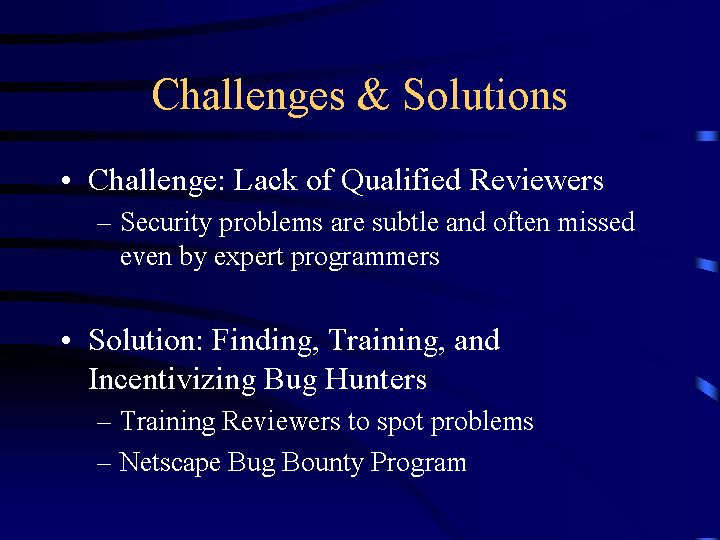 Challenges & Solutions
• Challenge: Lack of Qualified Reviewers
– Security problems are subtle and often missed
even by expert programmers
• Solution: Finding, Training, and
Incentivizing Bug Hunters
– Training Reviewers to spot problems
– Netscape Bug Bounty Program